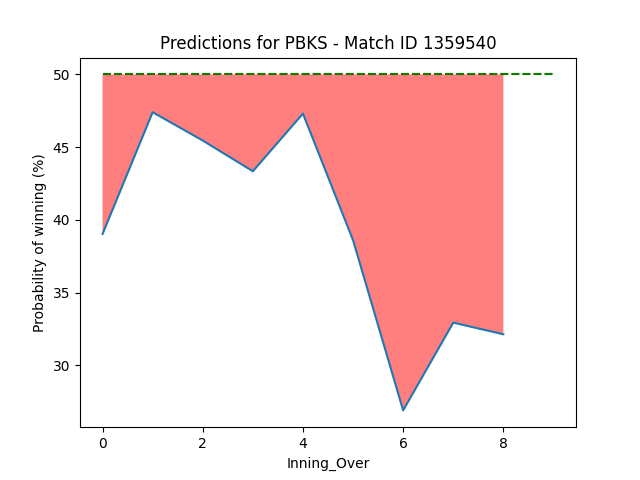 Predictions for PBKS - Match ID 1359540
Probability of winning (%)
50
45
40
35
30
0 2 4 6 8
Inning_Over